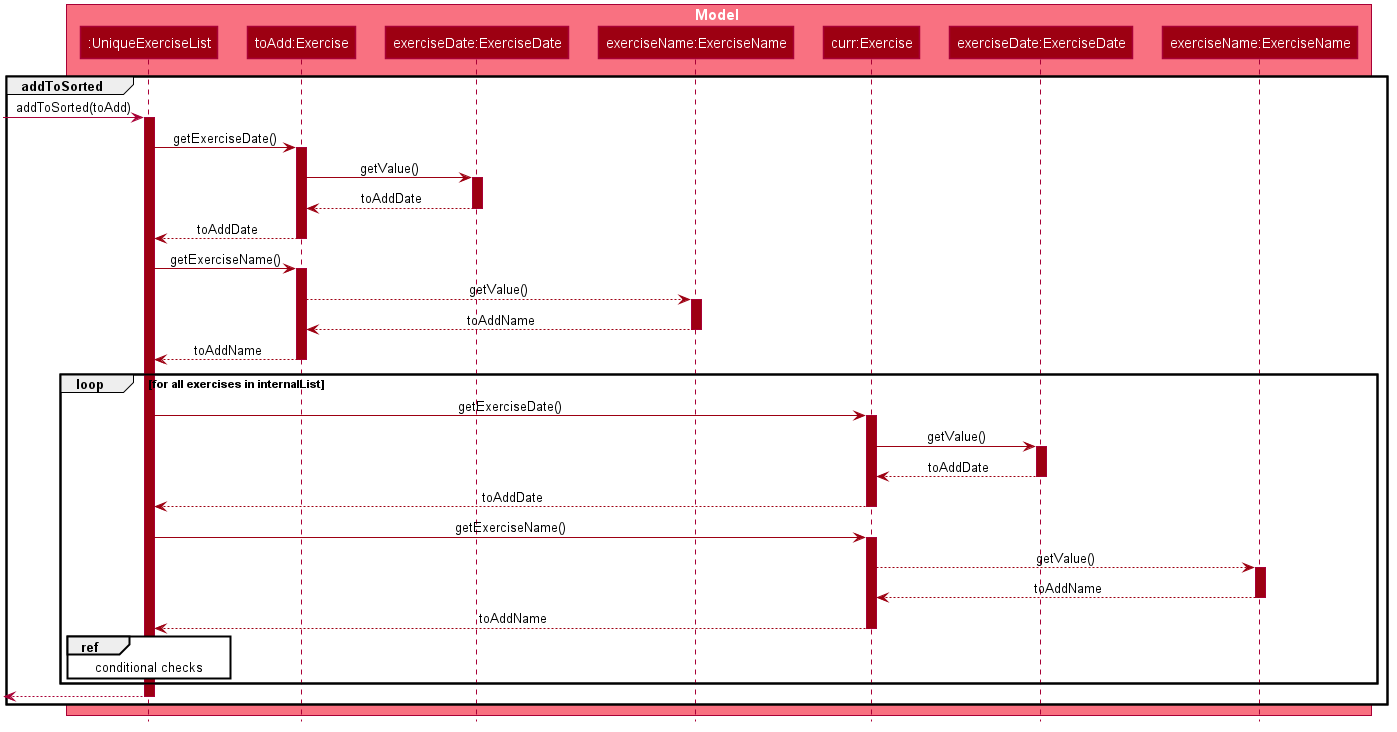 Model
:UniqueExerciseList
toAdd:Exercise
exerciseDate:ExerciseDate
exerciseName:ExerciseName
curr:Exercise
exerciseDate:ExerciseDate
exerciseName:ExerciseName
addToSorted
addToSorted(toAdd)
getExerciseDate()
getValue()
toAddDate
toAddDate
getExerciseName()
getValue()
toAddName
toAddName
loop
[for all exercises in internalList]
getExerciseDate()
getValue()
toAddDate
toAddDate
getExerciseName()
getValue()
toAddName
toAddName
ref
conditional checks